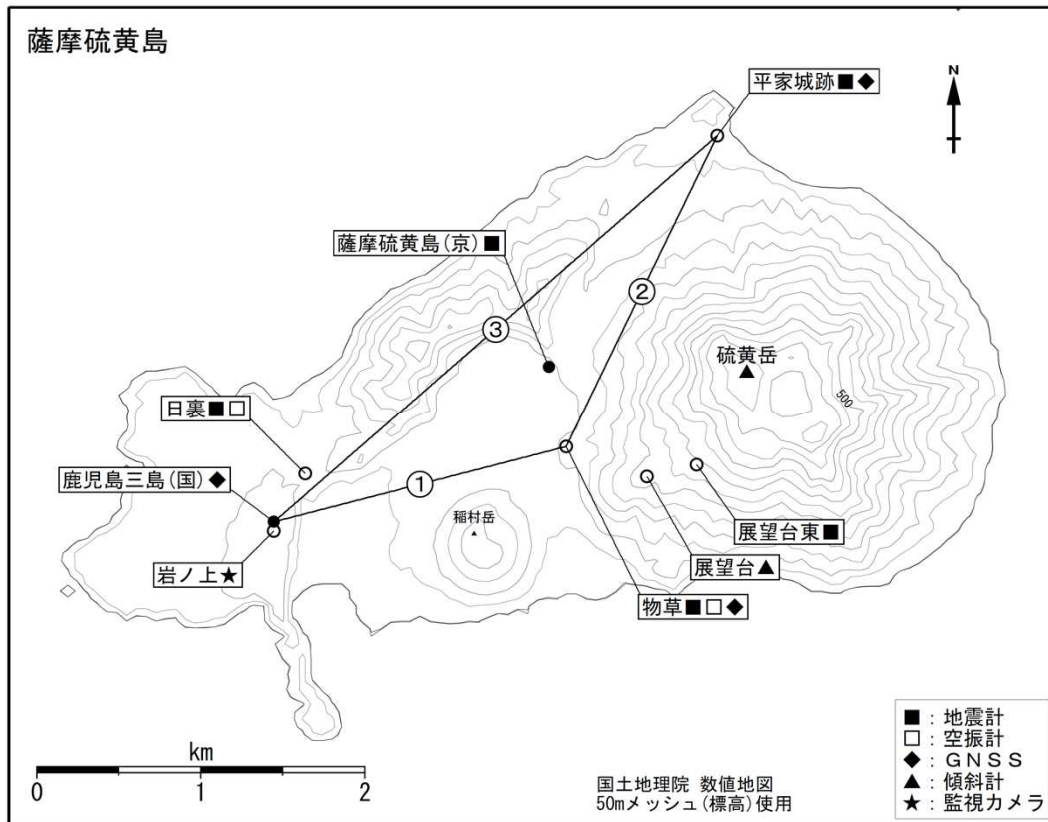 薩摩硫黄島
平家城跡■◆
N
薩摩硫黄島(京)■
②
③
硫黄岳
500
日裏■□
鹿児島三島(国)◆
①
稲村岳
展望台東■
岩ノ上★
展望台▲
物草■□◆
km
0 1 2
国土地理院 数値地図
50mメッシュ(標高)使用
■：地震計
□：空振計
◆：ＧＮＳＳ
▲：傾斜計
★：監視カメラ